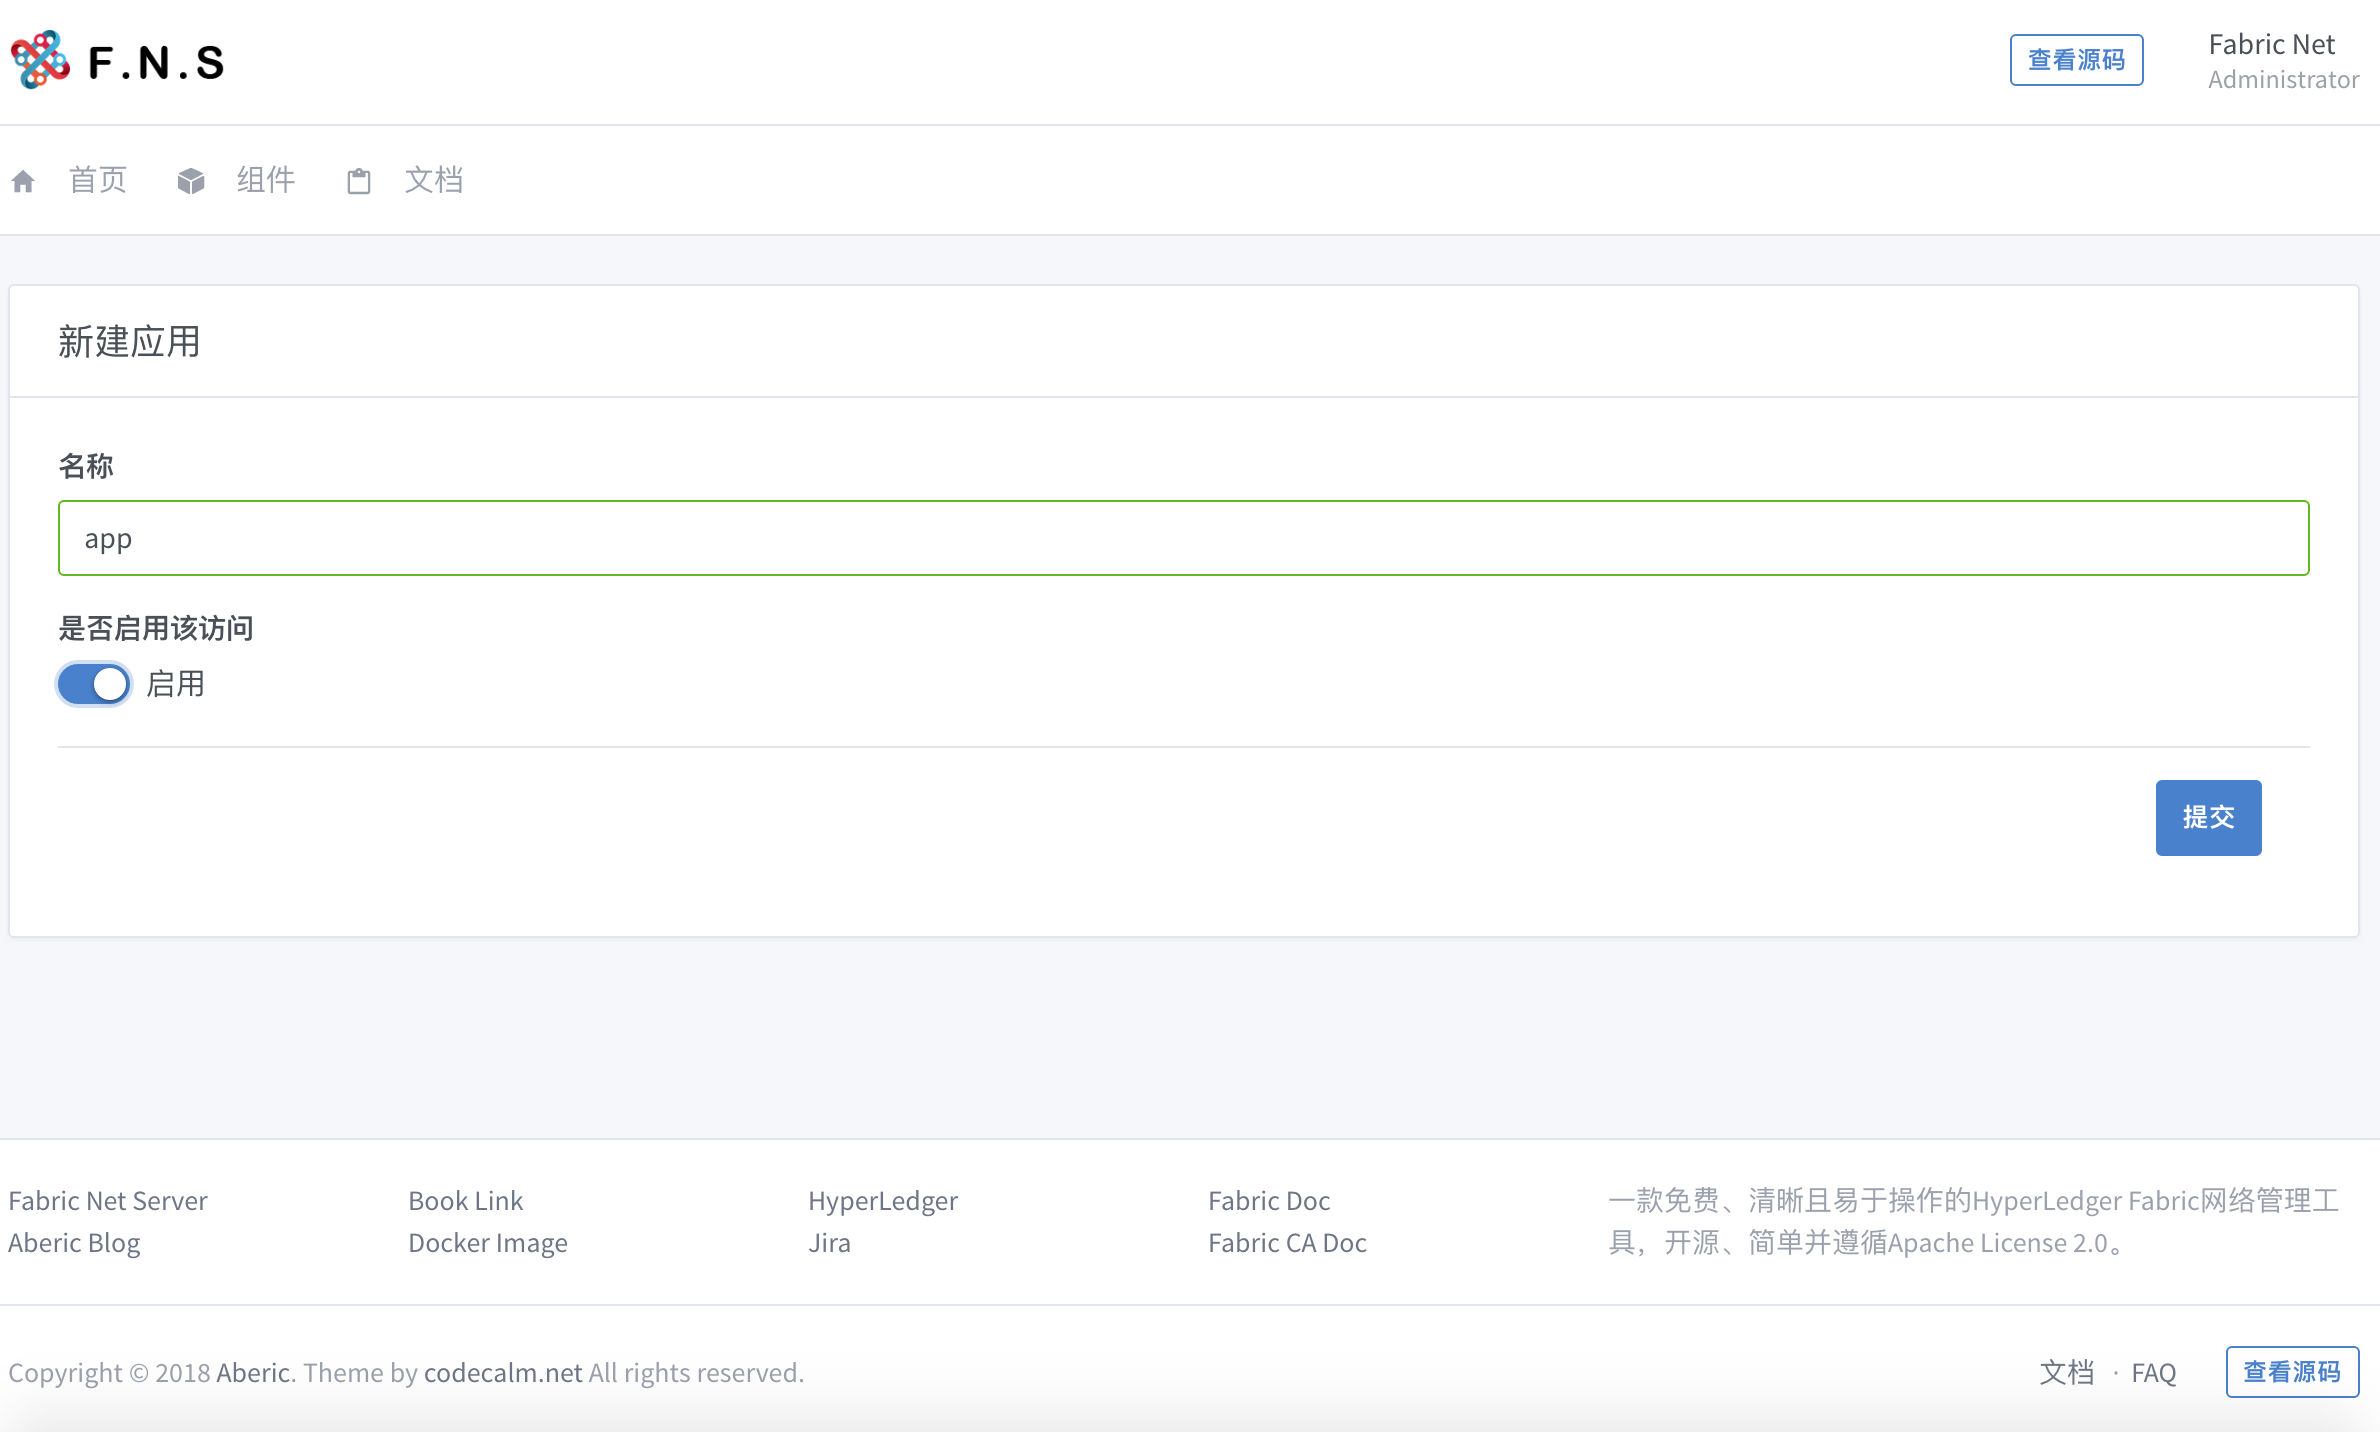 F.N.S
查看源码
Fabric Net
Administrator
首页
组件
文档
新建应用
名称
app
是否启用该访问
启用
提交
Fabric Net Server
Aberic Blog
Book Link
Docker Image
HyperLedger
Jira
Fabric Doc
Fabric CA Doc
一款免费、清晰且易于操作的HyperLedger Fabric网络管理工
具，开源、简单并遵循Apache License 2.0。
Copyright © 2018 Aberic. Theme by codecalm.net All rights reserved.
文档 · FAQ
查看源码